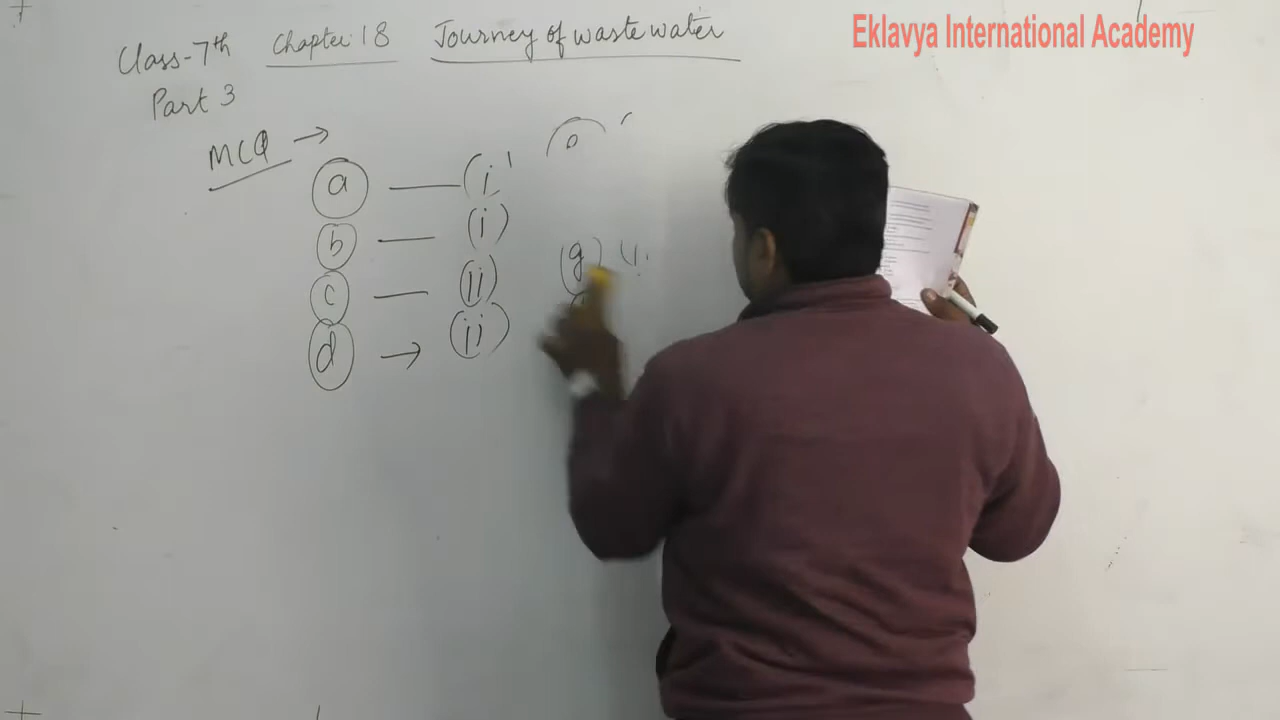 Eklavya International Academy
Class-7th Chapter 18 Journey of waste water
Part 3
MCQ →
a — (i
b — (i)
c — (ii)
d → (ii)
(g)